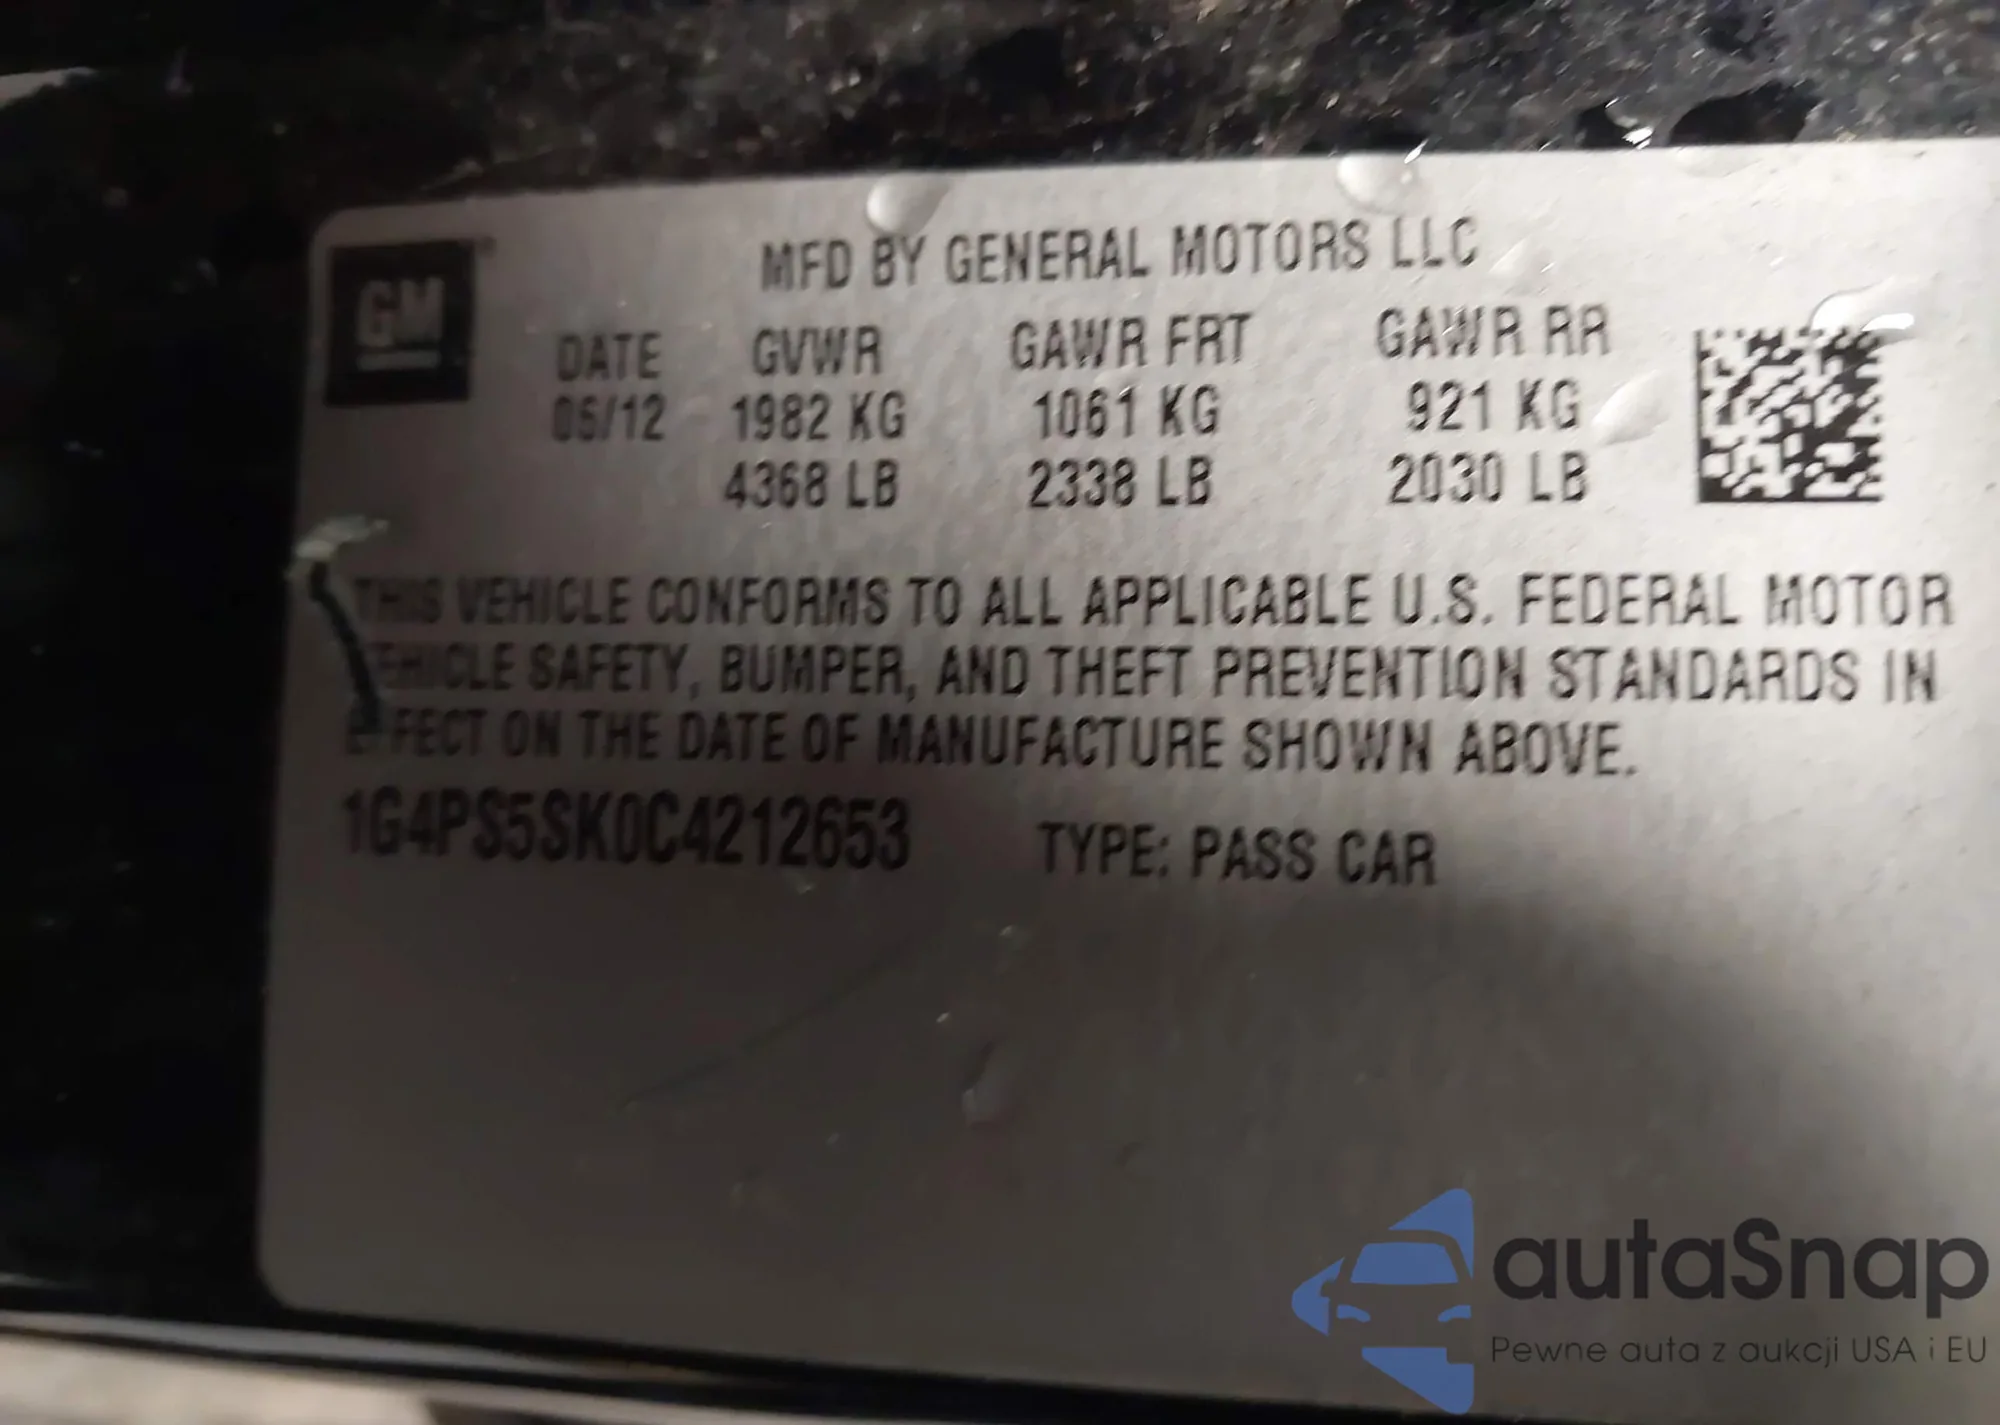 MFD BY GENERAL MOTORS LLC
GM
DATE GVWR GAWR FRT GAWR RR
05/12 1982 KG 1061 KG 921 KG
4368 LB 2338 LB 2030 LB
THIS VEHICLE CONFORMS TO ALL APPLICABLE U.S. FEDERAL MOTOR
VEHICLE SAFETY, BUMPER, AND THEFT PREVENTION STANDARDS IN
EFFECT ON THE DATE OF MANUFACTURE SHOWN ABOVE.
1G4PS5SK0C4212653 TYPE: PASS CAR
autaSnap
Pewne auta z aukcji USA i EU